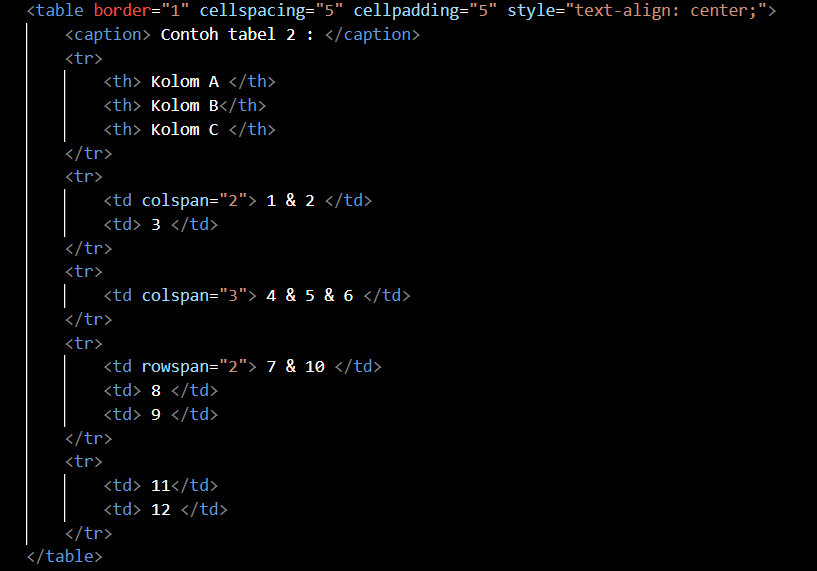 <table border="1" cellspacing="5" cellpadding="5" style="text-align: center;">
<caption> Contoh tabel 2 : </caption>
<tr>
<th> Kolom A </th>
<th> Kolom B</th>
<th> Kolom C </th>
</tr>
<tr>
<td colspan="2"> 1 & 2 </td>
<td> 3 </td>
</tr>
<tr>
<td colspan="3"> 4 & 5 & 6 </td>
</tr>
<tr>
<td rowspan="2"> 7 & 10 </td>
<td> 8 </td>
<td> 9 </td>
</tr>
<tr>
<td> 11</td>
<td> 12 </td>
</tr>
</table>